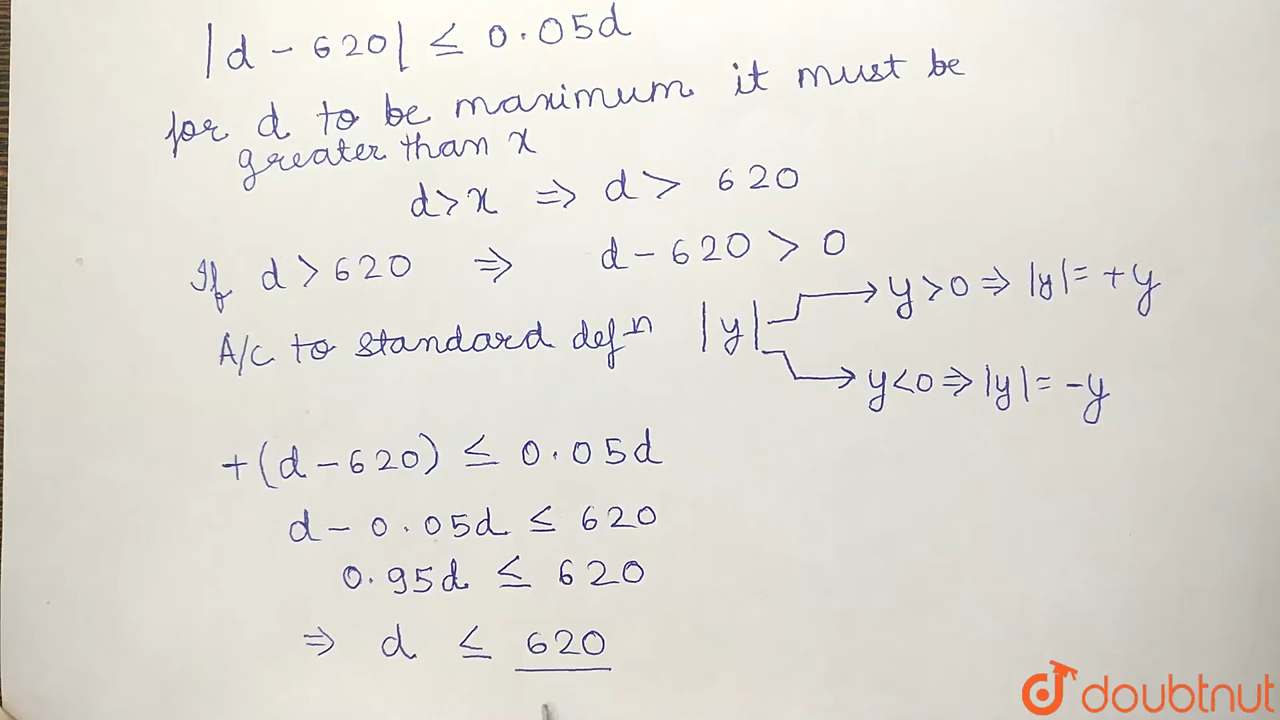 |d - 620| ≤ 0.05d
for d to be maximum it must be
greater than x
d > x ⇒ d > 620
If d > 620 ⇒ d - 620 > 0
y > 0 ⇒ |y| = + y
A/C to standard defn |y|
y < 0 ⇒ |y| = - y
+ (d - 620) ≤ 0.05d
d - 0.05d ≤ 620
0.95d ≤ 620
⇒ d ≤ 620
doubtnut